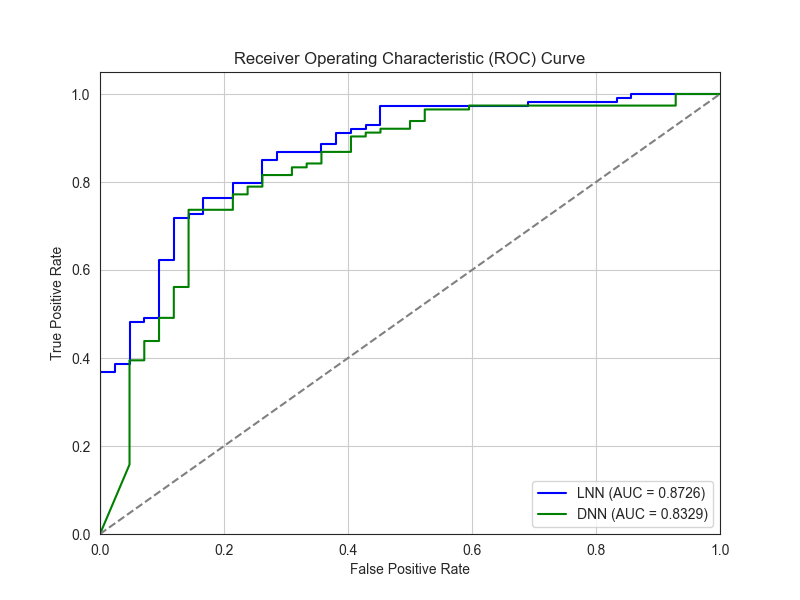 Receiver Operating Characteristic (ROC) Curve
1.0
0.8
0.6
0.4
0.2
0.0
True Positive Rate
LNN (AUC = 0.8726)
DNN (AUC = 0.8329)
0.0 0.2 0.4 0.6 0.8 1.0
False Positive Rate